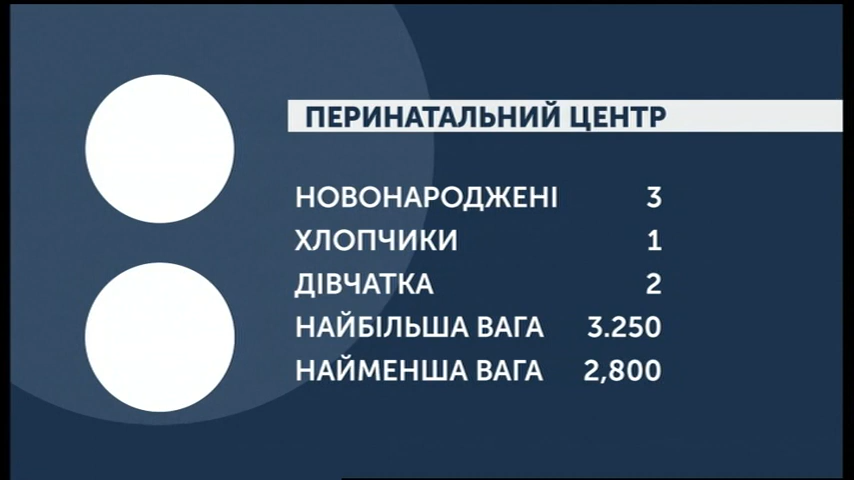 ПЕРИНАТАЛЬНИЙ ЦЕНТР
НОВОНАРОДЖЕНІ 3
ХЛОПЧИКИ 1
ДІВЧАТКА 2
НАЙБІЛЬША ВАГА 3.250
НАЙМЕНША ВАГА 2,800